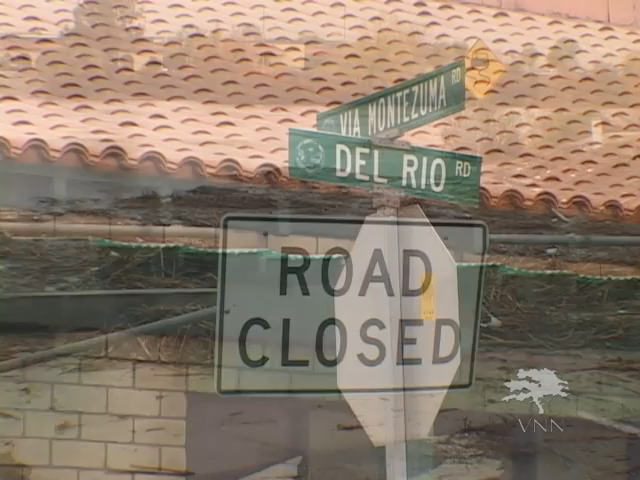 VIA MONTEZUMA RD
DEL RIO RD
ROAD
CLOSED
VNN